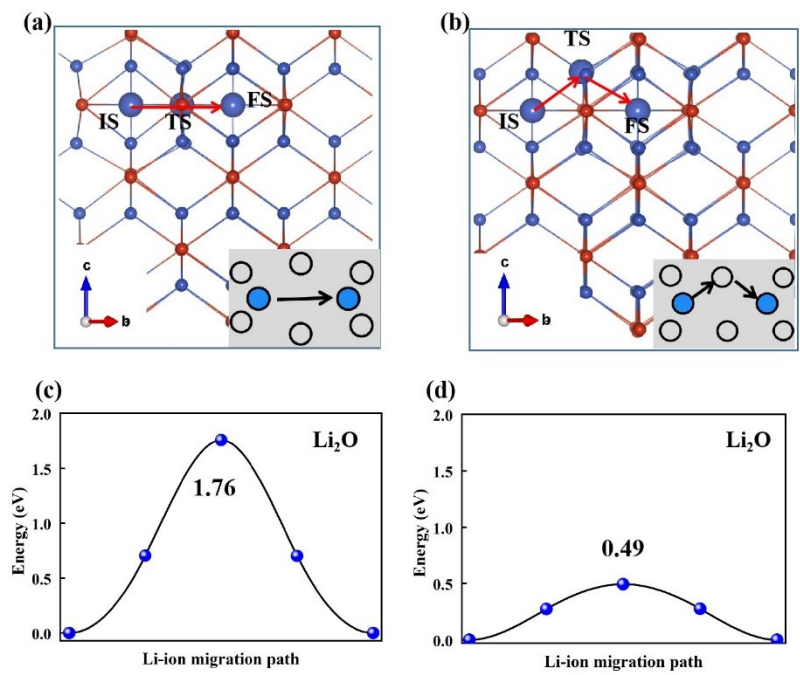 (a)
IS
TS
FS
c
b
(b)
TS
IS
FS
c
b
(c)
2.0
1.5
1.0
0.5
0.0
Energy (eV)
Li₂O
1.76
Li-ion migration path
(d)
2.0
1.5
1.0
0.5
0.0
Energy (eV)
Li₂O
0.49
Li-ion migration path